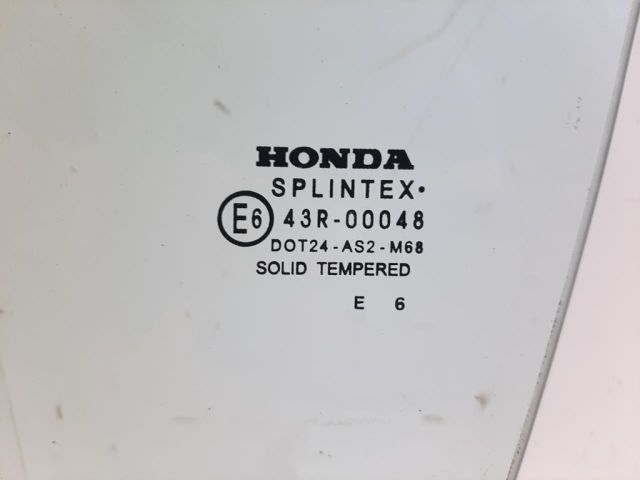 HONDA
SPLINTEX•
E6 43R-00048
DOT24-AS2-M68
SOLID TEMPERED
E 6